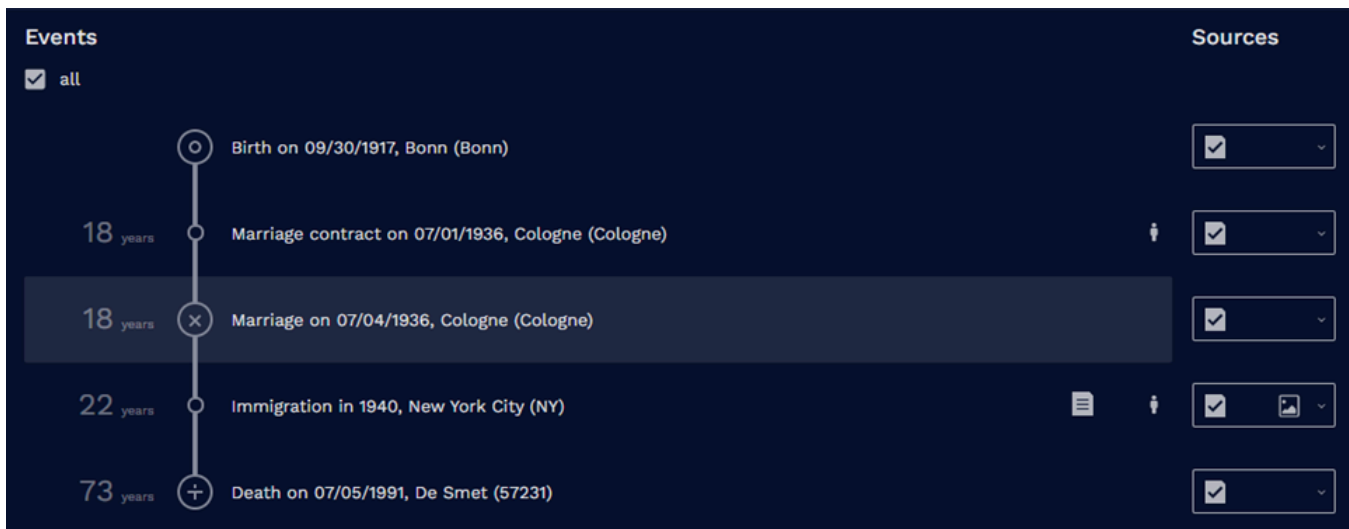 Events
Sources
all
Birth on 09/30/1917, Bonn (Bonn)
18 years Marriage contract on 07/01/1936, Cologne (Cologne)
18 years Marriage on 07/04/1936, Cologne (Cologne)
22 years Immigration in 1940, New York City (NY)
73 years Death on 07/05/1991, De Smet (57231)